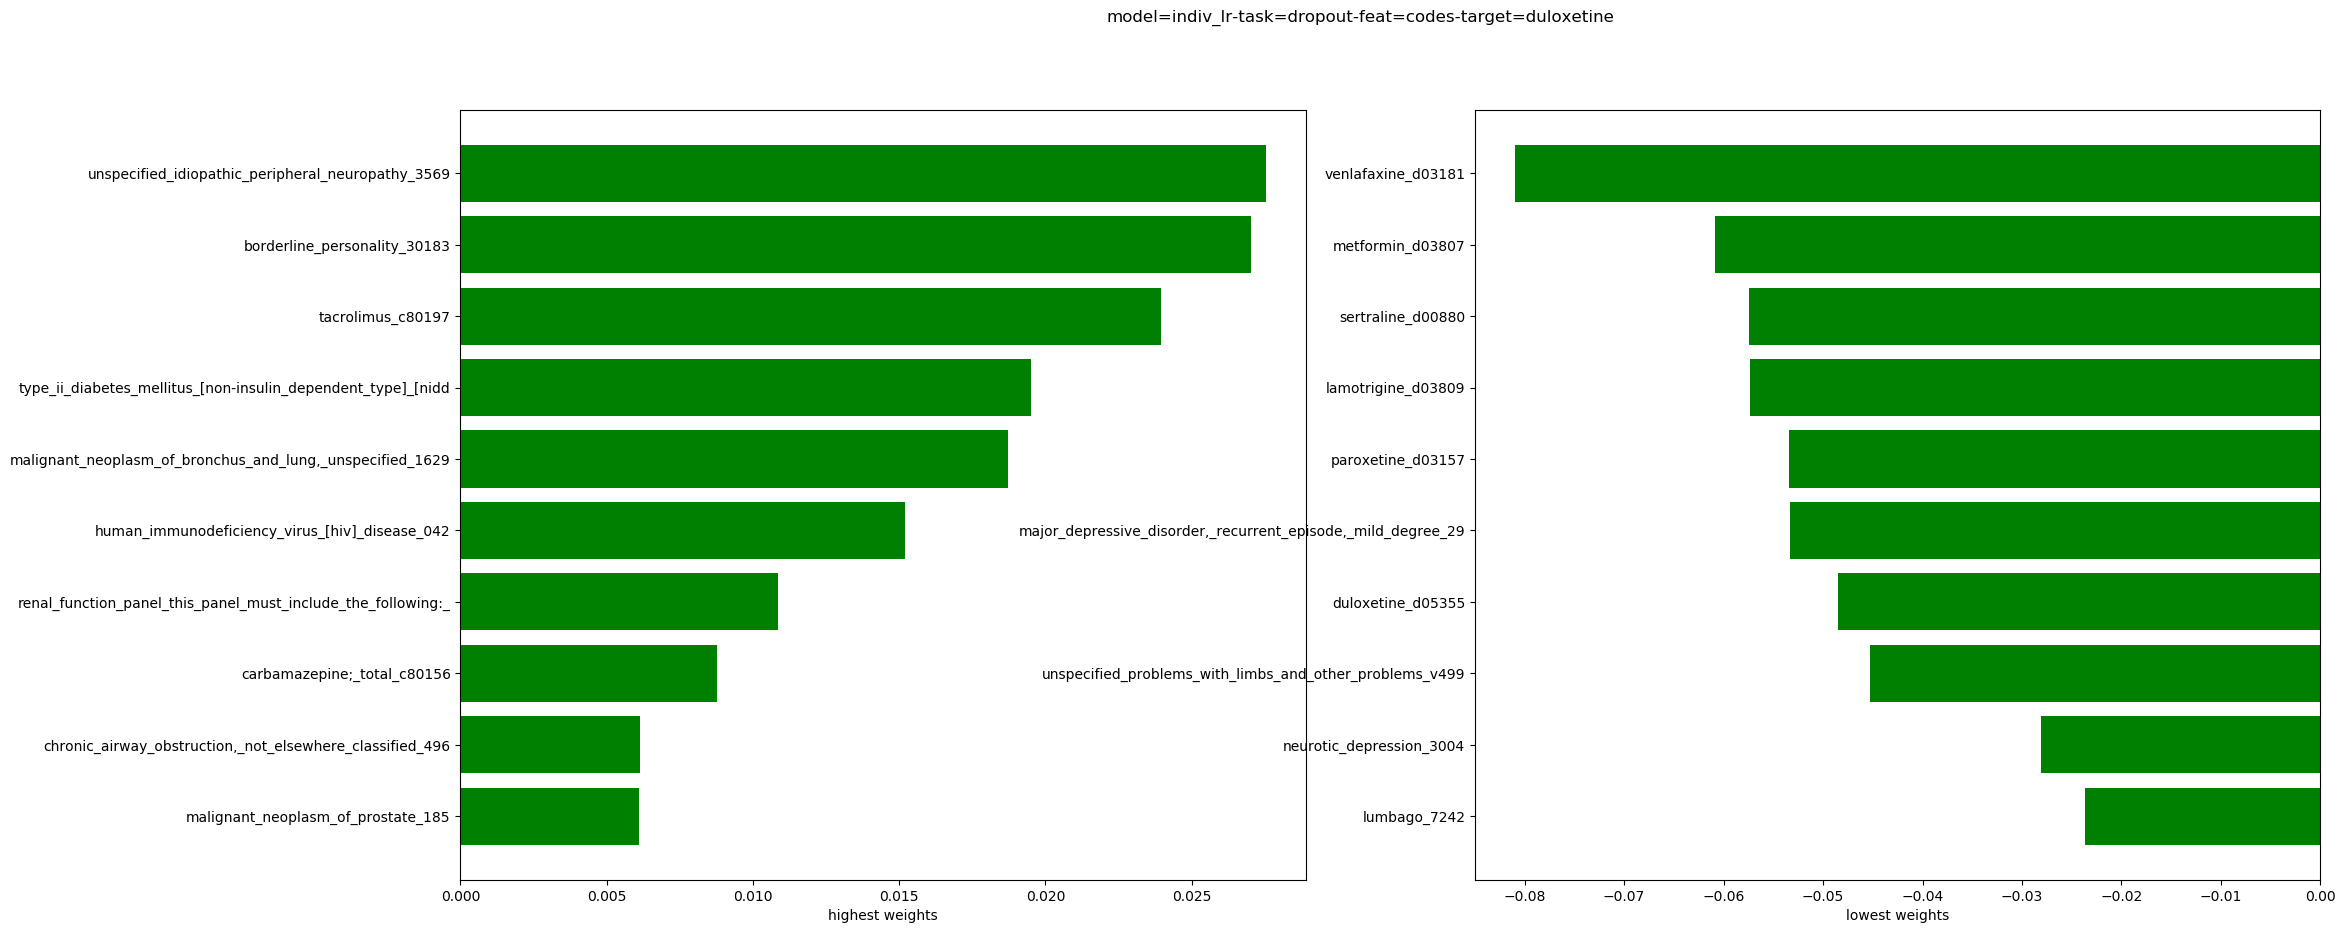 model=indiv_lr-task=dropout-feat=codes-target=duloxetine
unspecified_idiopathic_peripheral_neuropathy_3569
borderline_personality_30183
tacrolimus_c80197
type_ii_diabetes_mellitus_[non-insulin_dependent_type]_[nidd
malignant_neoplasm_of_bronchus_and_lung,_unspecified_1629
human_immunodeficiency_virus_[hiv]_disease_042
renal_function_panel_this_panel_must_include_the_following:_
carbamazepine;_total_c80156
chronic_airway_obstruction,_not_elsewhere_classified_496
malignant_neoplasm_of_prostate_185
0.000 0.005 0.010 0.015 0.020 0.025
highest weights
venlafaxine_d03181
metformin_d03807
sertraline_d00880
lamotrigine_d03809
paroxetine_d03157
major_depressive_disorder,_recurrent_episode,_mild_degree_29
duloxetine_d05355
unspecified_problems_with_limbs_and_other_problems_v499
neurotic_depression_3004
lumbago_7242
−0.08 −0.07 −0.06 −0.05 −0.04 −0.03 −0.02 −0.01 0.00
lowest weights